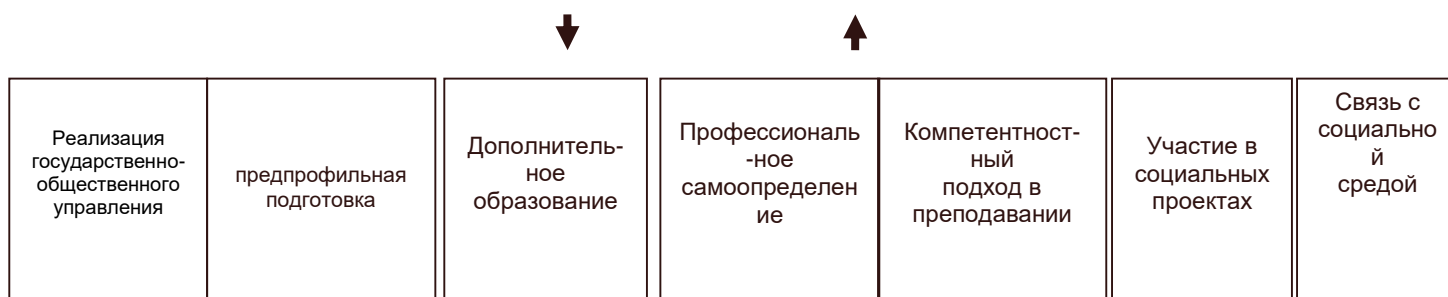 Реализация
государственно-
общественного
управления
предпрофильная
подготовка
Дополнитель-
ное
образование
Профессиональ
-ное
самоопределен
ие
Компетентност-
ный
подход в
преподавании
Участие в
социальных
проектах
Связь с
социально
й
средой